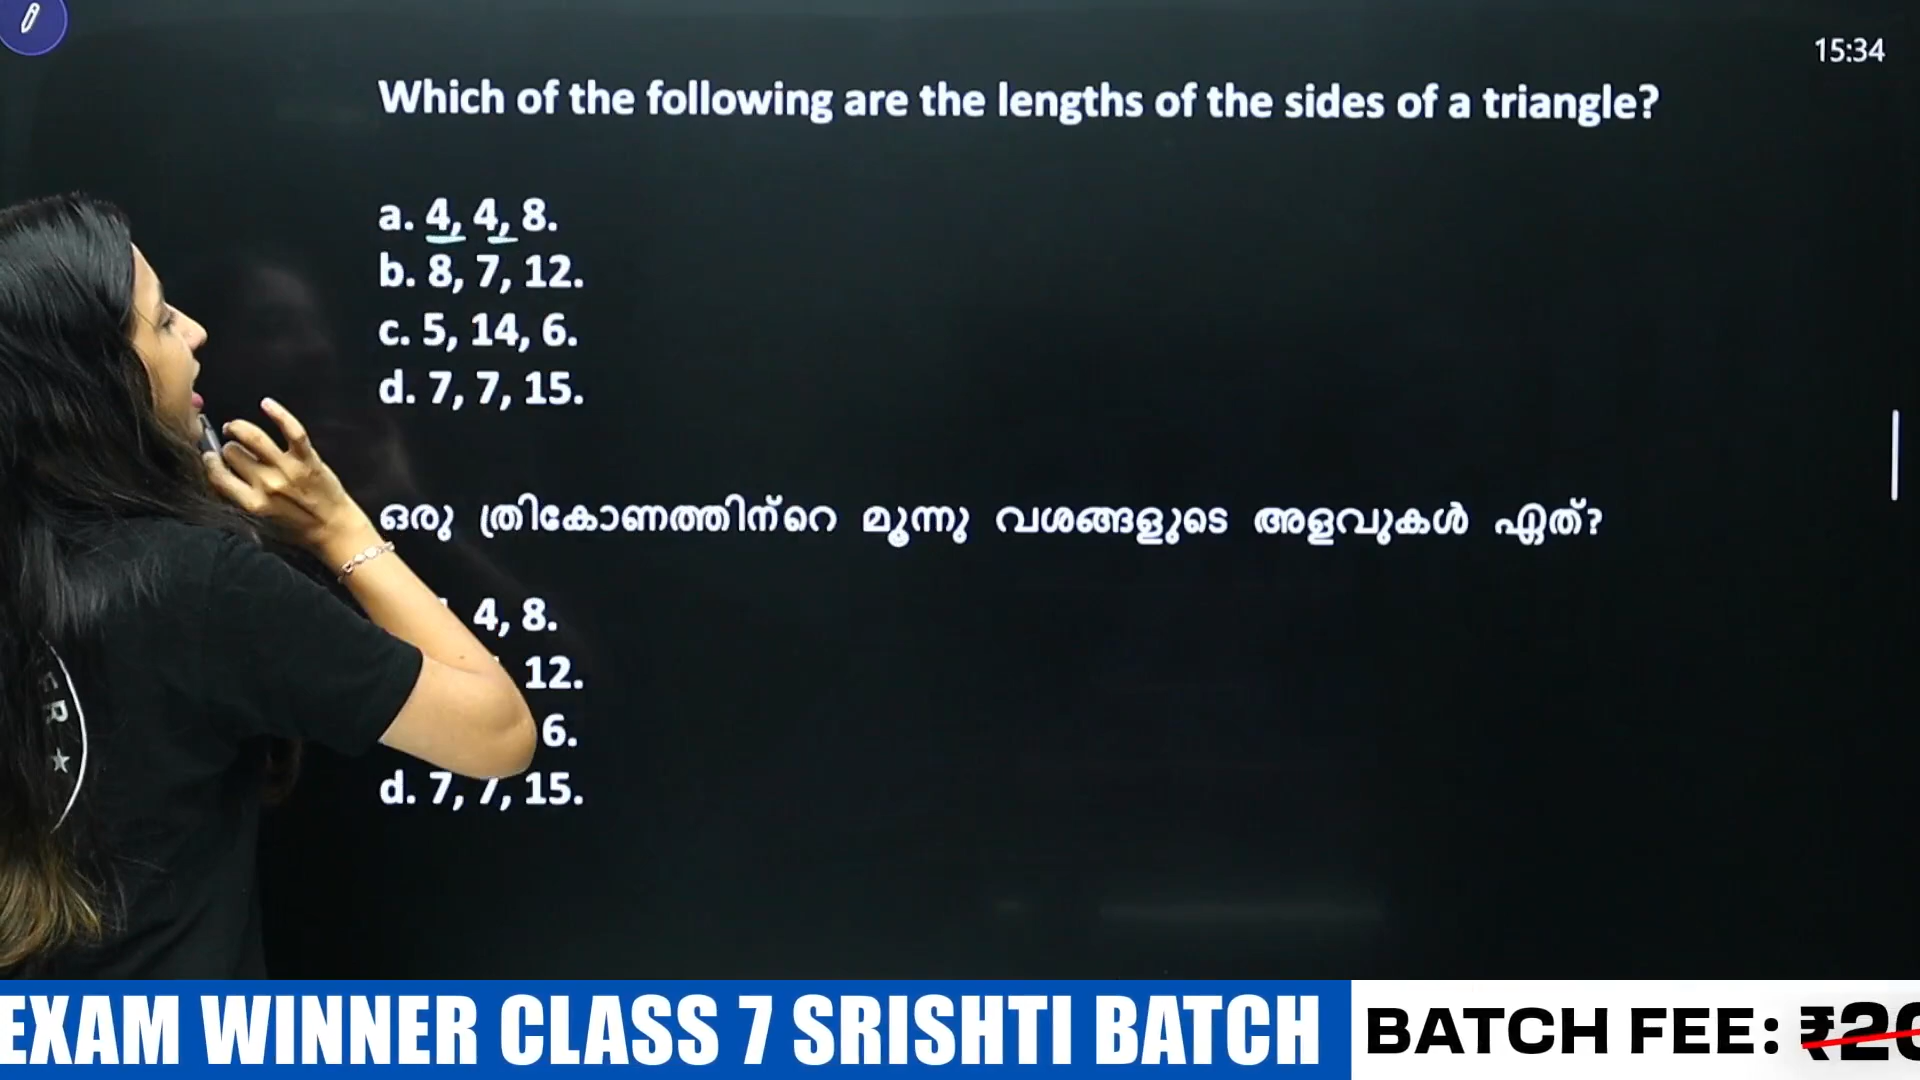 15:34
Which of the following are the lengths of the sides of a triangle?
a. 4, 4, 8.
b. 8, 7, 12.
c. 5, 14, 6.
d. 7, 7, 15.
ഒരു ത്രികോണത്തിന്റെ മൂന്നു വശങ്ങളുടെ അളവുകൾ ഏത്?
4, 8.
12.
6.
d. 7, 7, 15.
ER ★
EXAM WINNER CLASS 7 SRISHTI BATCH
BATCH FEE: ₹20